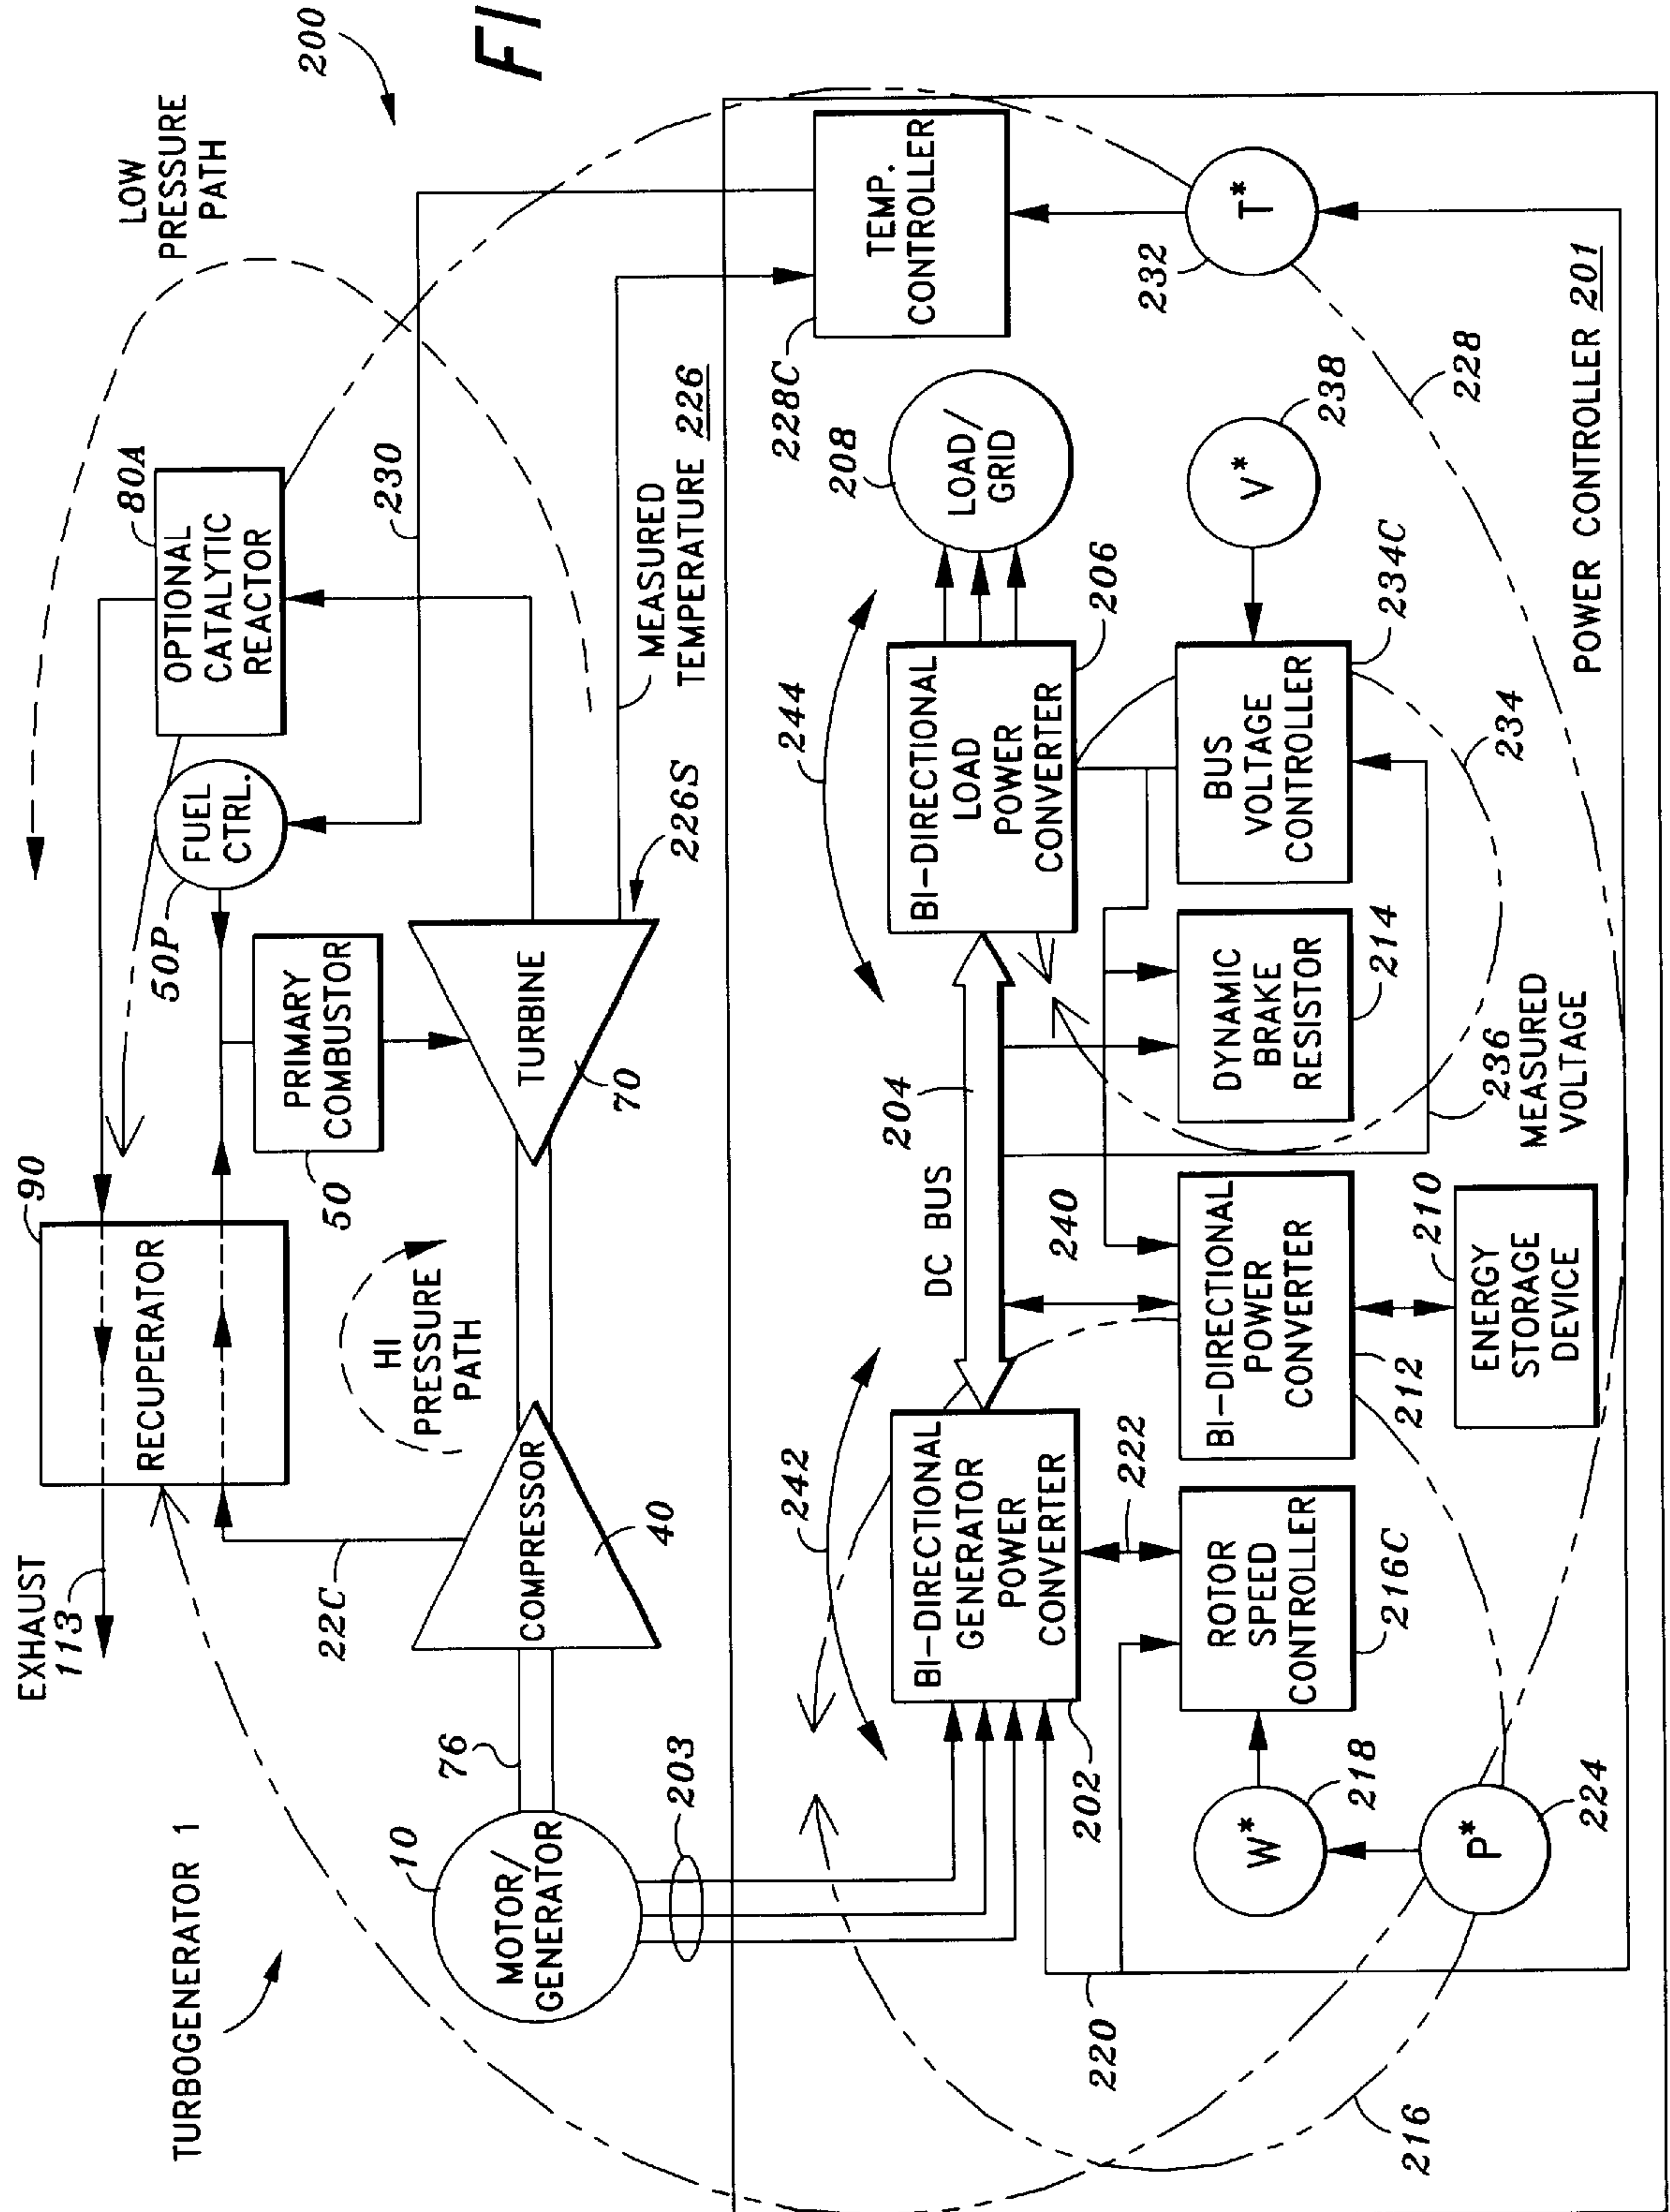 200
FI
LOW
PRESSURE
PATH
TURBOGENERATOR 1
EXHAUST
113
90
RECUPERATOR
80A
OPTIONAL
CATALYTIC
REACTOR
FUEL
CTRL.
50P
230
22C
HI
PRESSURE
PATH
50
PRIMARY
COMBUSTOR
10
MOTOR/
GENERATOR
76
COMPRESSOR
40
TURBINE
70
226S
MEASURED
TEMPERATURE 226
203
242
204
DC BUS
240
244
208
228C
TEMP.
CONTROLLER
BI-DIRECTIONAL
GENERATOR
POWER
CONVERTER
202
222
BI-DIRECTIONAL
LOAD
POWER
CONVERTER
206
LOAD/
GRID
W*
218
ROTOR
SPEED
CONTROLLER
216C
BI-DIRECTIONAL
POWER
CONVERTER
212
DYNAMIC
BRAKE
RESISTOR
214
BUS
VOLTAGE
CONTROLLER
234C
V*
238
232
T*
220
216
P*
224
210
ENERGY
STORAGE
DEVICE
236
MEASURED
VOLTAGE
234
228
POWER CONTROLLER 201